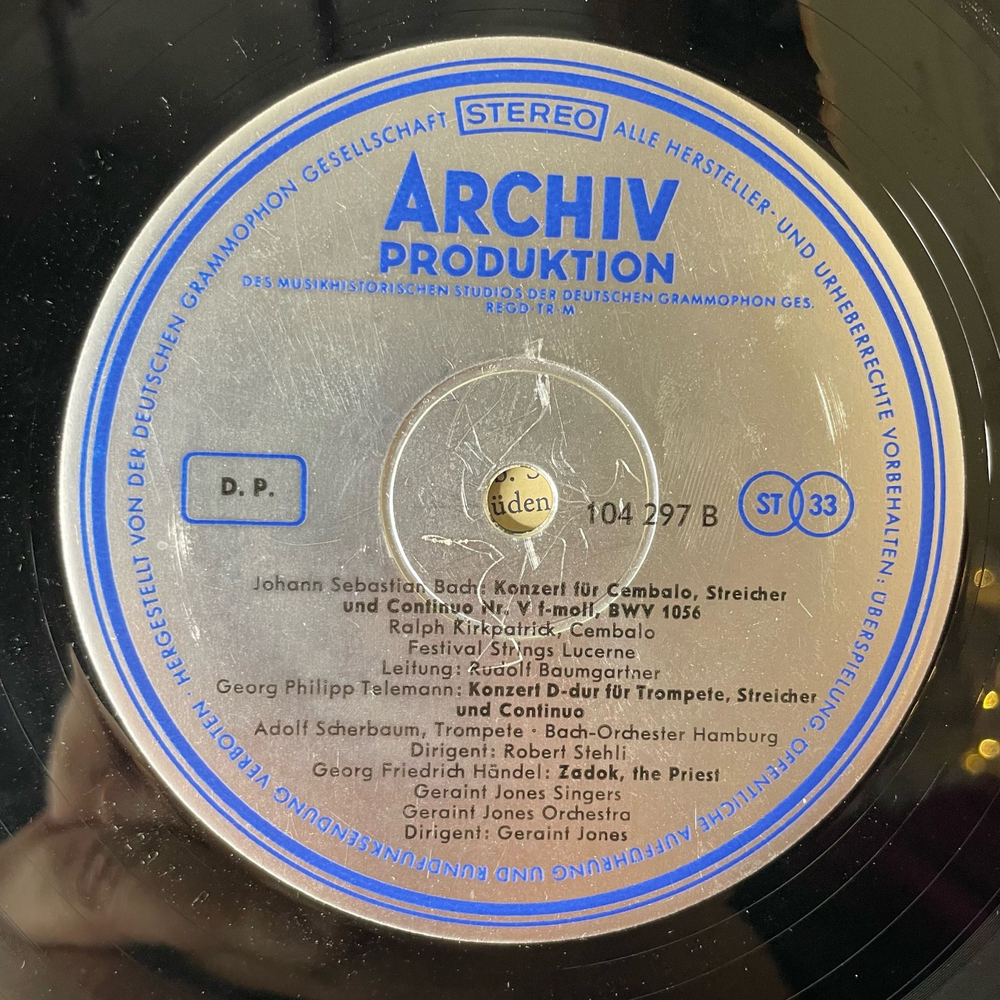 STEREO
HERGESTELLT VON DER DEUTSCHEN GRAMMOPHON GESELLSCHAFT
ALLE HERSTELLER- UND URHEBERRECHTE VORBEHALTEN: ÜBERSPIELUNG, ÖFFENTLICHE AUFFÜHRUNG UND RUNDFUNKSENDUNG VERBOTEN ·
ARCHIV
PRODUKTION
DES MUSIKHISTORISCHEN STUDIOS DER DEUTSCHEN GRAMMOPHON GES.
REGD·TR·M
D. P.
üden
104 297 B
ST 33
Johann Sebastian Bach: Konzert für Cembalo, Streicher
und Continuo Nr. V f-moll, BWV 1056
Ralph Kirkpatrick, Cembalo
Festival Strings Lucerne
Leitung: Rudolf Baumgartner
Georg Philipp Telemann: Konzert D-dur für Trompete, Streicher
und Continuo
Adolf Scherbaum, Trompete · Bach-Orchester Hamburg
Dirigent: Robert Stehli
Georg Friedrich Händel: Zadok, the Priest
Geraint Jones Singers
Geraint Jones Orchestra
Dirigent: Geraint Jones